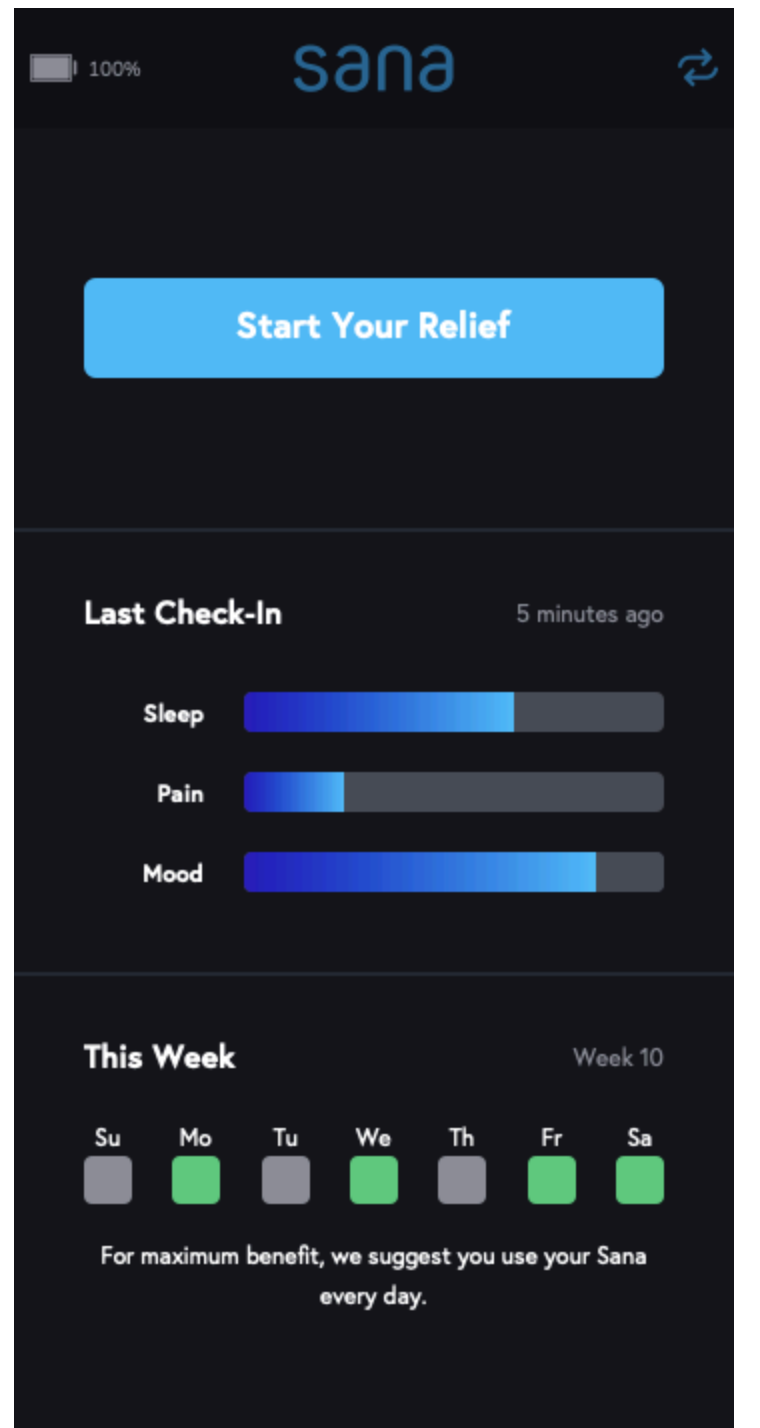 100%
sana
Start Your Relief
Last Check-In
5 minutes ago
Sleep
Pain
Mood
This Week
Week 10
Su Mo Tu We Th Fr Sa
For maximum benefit, we suggest you use your Sana
every day.